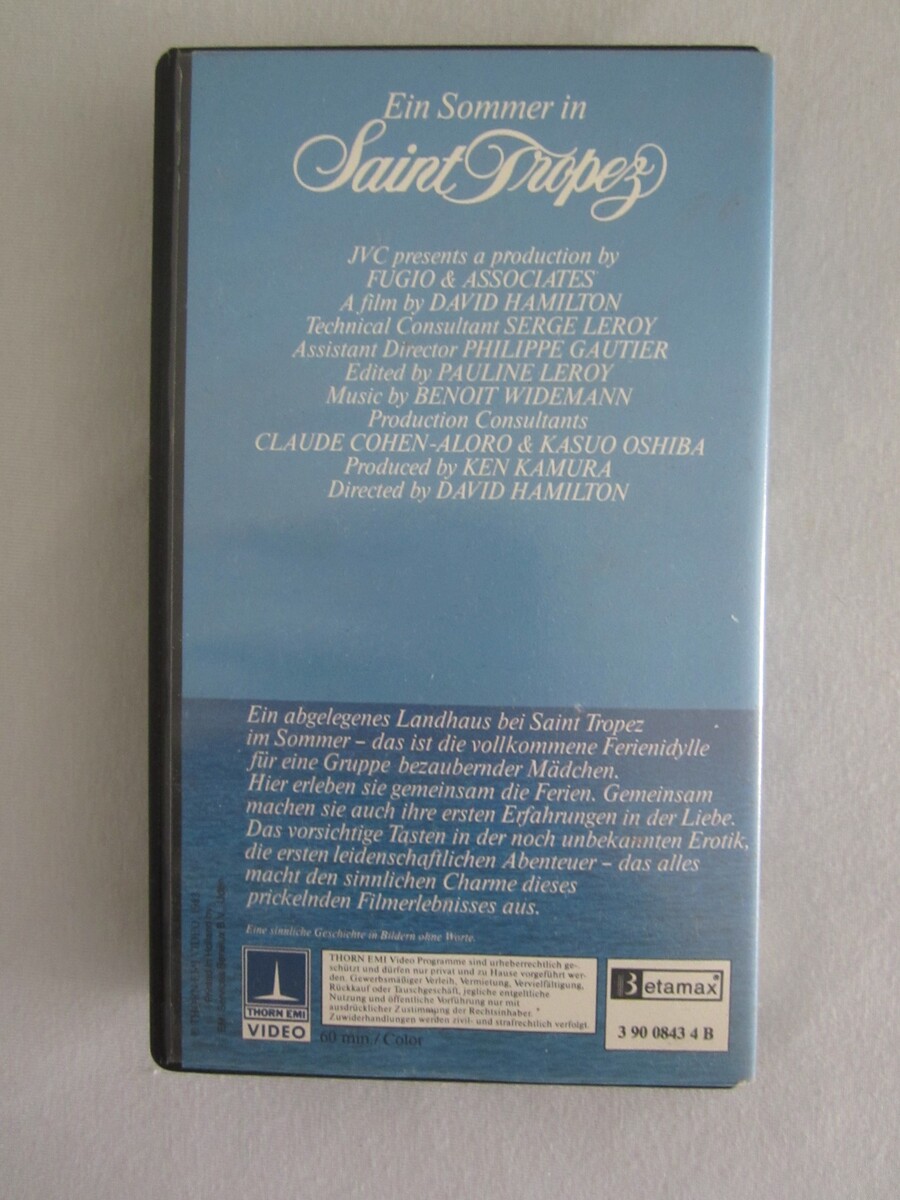 Ein Sommer in
Saint Tropez
JVC presents a production by
FUGIO & ASSOCIATES
A film by DAVID HAMILTON
Technical Consultant SERGE LEROY
Assistant Director PHILIPPE GAUTIER
Edited by PAULINE LEROY
Music by BENOIT WIDEMANN
Production Consultants
CLAUDE COHEN-ALORO & KASUO OSHIBA
Produced by KEN KAMURA
Directed by DAVID HAMILTON
Ein abgelegenes Landhaus bei Saint Tropez
im Sommer – das ist die vollkommene Ferienidylle
für eine Gruppe bezaubernder Mädchen.
Hier erleben sie gemeinsam die Ferien. Gemeinsam
machen sie auch ihre ersten Erfahrungen in der Liebe.
Das vorsichtige Tasten in der noch unbekannten Erotik,
die ersten leidenschaftlichen Abenteuer – das alles
macht den sinnlichen Charme dieses
prickelnden Filmerlebnisses aus.
Eine sinnliche Geschichte in Bildern ohne Worte.
THORN EMI
VIDEO
THORN EMI Video Programme sind urheberrechtlich ge-
schützt und dürfen nur privat und zu Hause vorgeführt wer-
den. Gewerbsmäßiger Verleih, Vermietung, Vervielfältigung,
Rückkauf oder Tauschgeschäft, jegliche entgeltliche
Nutzung und öffentliche Vorführung nur mit
ausdrücklicher Zustimmung der Rechtsinhaber.
Zuwiderhandlungen werden zivil- und strafrechtlich verfolgt.
60 min / Color
Betamax
3 90 0843 4 B